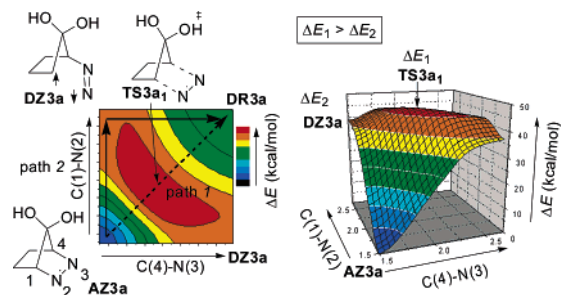 HO OH
HO OH ‡
N
N
N
N
DZ3a
TS3a₁
DR3a
path 2
C(1)-N(2)
path 1
ΔE (kcal/mol)
HO OH
4
3
N
1
N
2
AZ3a
C(4)-N(3)
DZ3a
ΔE₁ > ΔE₂
ΔE₁
TS3a₁
ΔE₂
DZ3a
50
40
30
20
10
0
ΔE (kcal/mol)
2.5
2.0
1.5
C(1)-N(2)
AZ3a
1.5
2.0
2.5
C(4)-N(3)